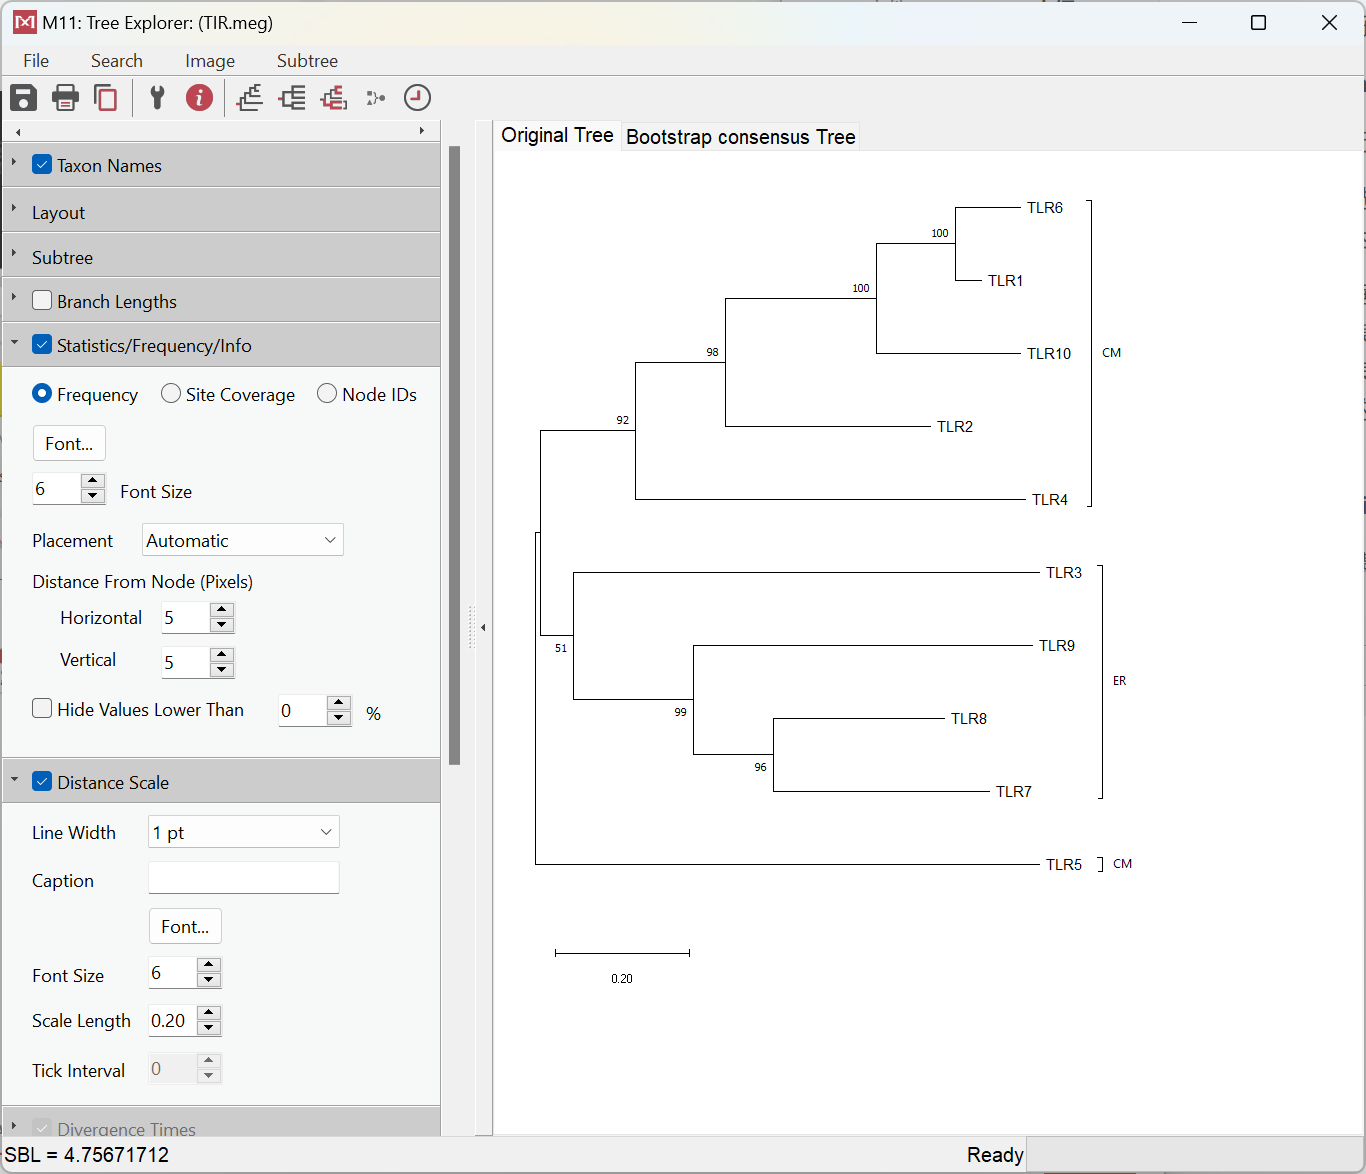 M11: Tree Explorer: (TIR.meg)
File Search Image Subtree
Original Tree Bootstrap consensus Tree
Taxon Names
Layout
Subtree
Branch Lengths
Statistics/Frequency/Info
Frequency Site Coverage Node IDs
Font...
6 Font Size
Placement Automatic
Distance From Node (Pixels)
Horizontal 5
Vertical 5
Hide Values Lower Than 0 %
Distance Scale
Line Width 1 pt
Caption
Font...
Font Size 6
Scale Length 0.20
Tick Interval 0
Divergence Times
TLR6
100
TLR1
100
TLR10 CM
98
92
TLR2
TLR4
TLR3
TLR9
51
ER
99
TLR8
96
TLR7
TLR5 CM
0.20
SBL = 4.75671712 Ready